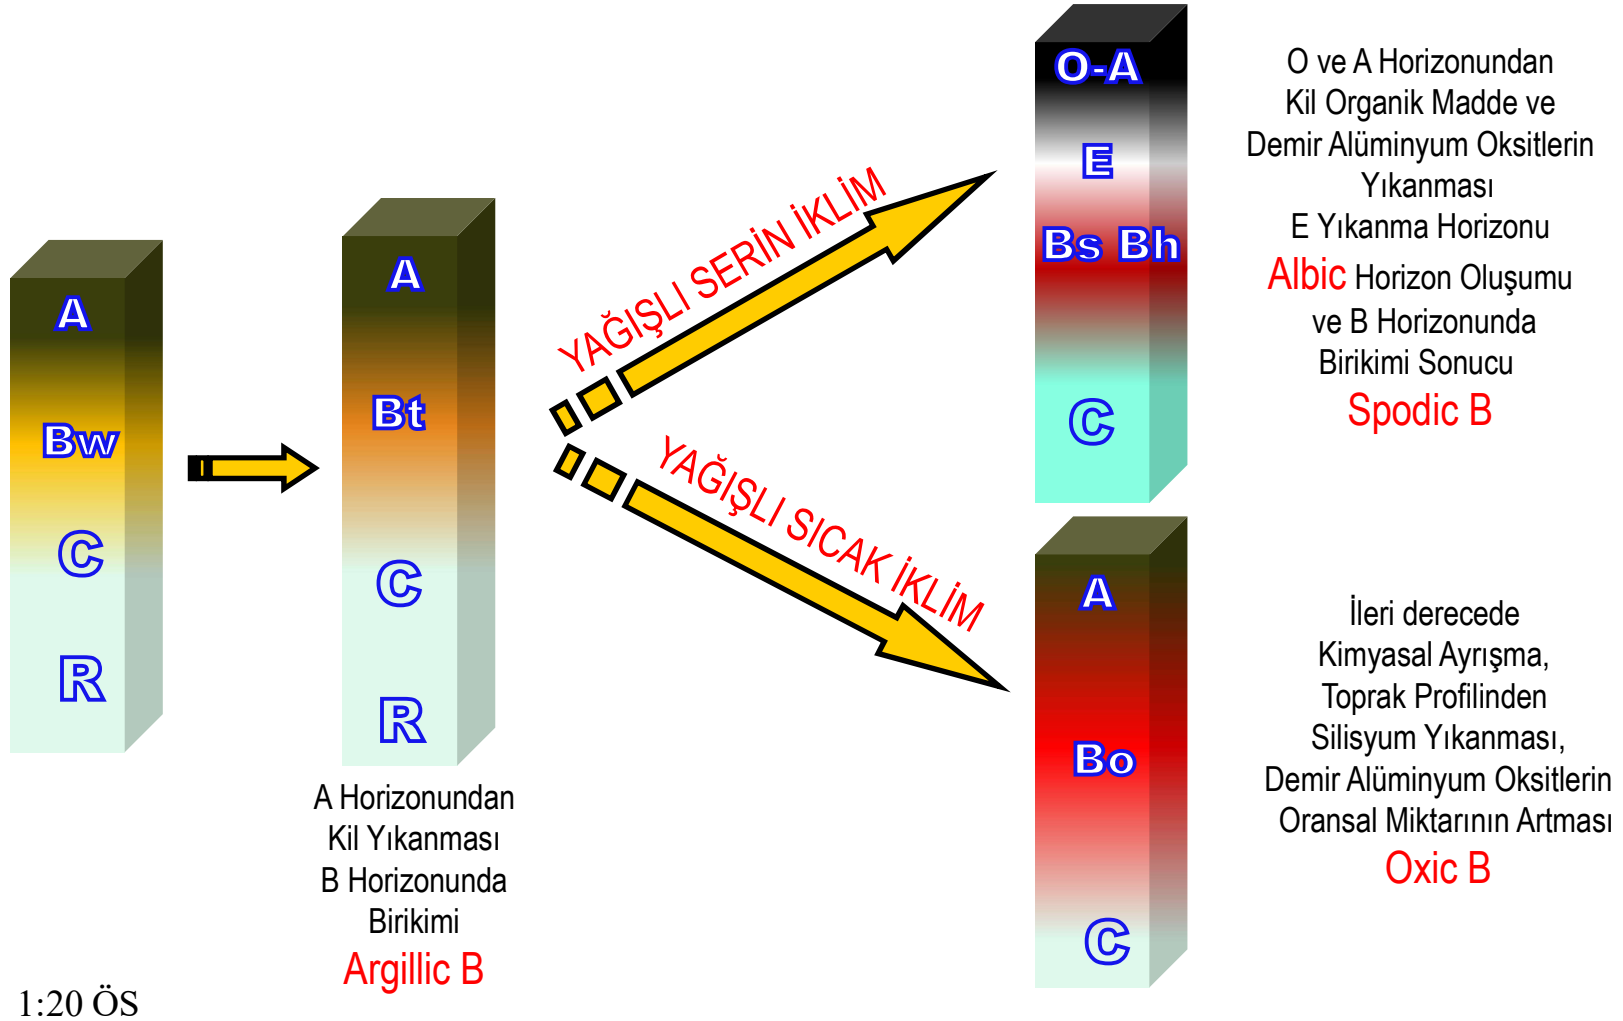 A
Bw
C
R
A
Bt
C
R
A Horizonundan
Kil Yıkanması
B Horizonunda
Birikimi
Argillic B
YAĞIŞLI SERİN İKLİM
YAĞIŞLI SICAK İKLİM
O-A
E
Bs Bh
C
O ve A Horizonundan
Kil Organik Madde ve
Demir Alüminyum Oksitlerin
Yıkanması
E Yıkanma Horizonu
Albic Horizon Oluşumu
ve B Horizonunda
Birikimi Sonucu
Spodic B
A
Bo
C
İleri derecede
Kimyasal Ayrışma,
Toprak Profilinden
Silisyum Yıkanması,
Demir Alüminyum Oksitlerin
Oransal Miktarının Artması
Oxic B
1:20 ÖS